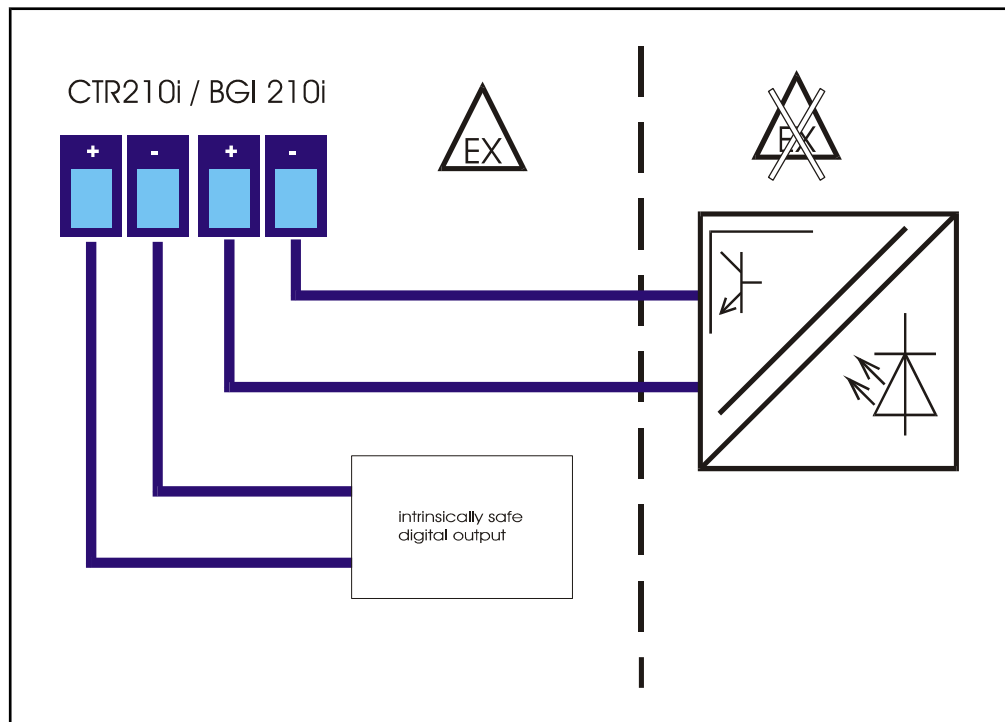 CTR210i / BGI 210i
EX
EX
+ - + -
intrinsically safe
digital output